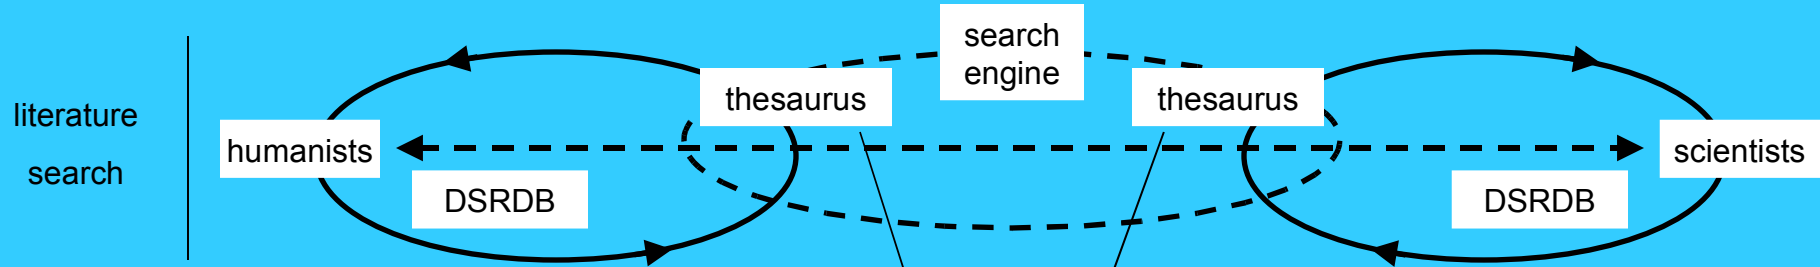 literature
search
humanists
DSRDB
thesaurus
search
engine
thesaurus
DSRDB
scientists